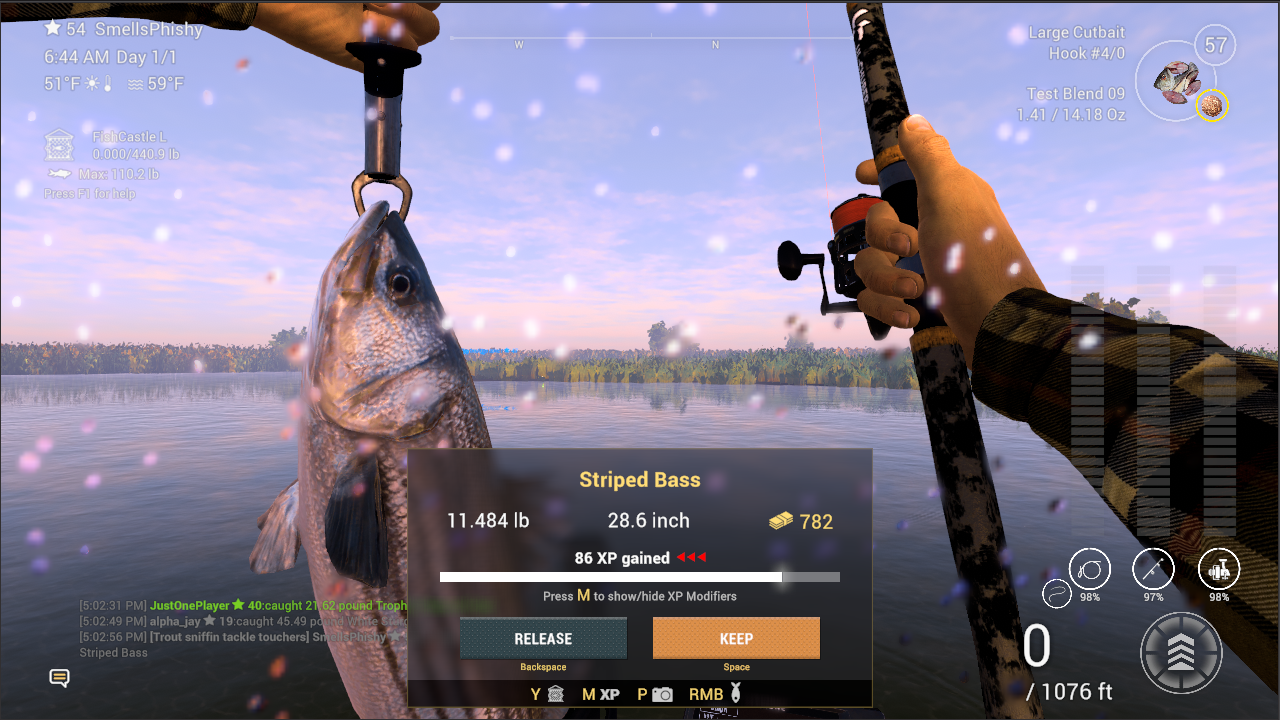 54 SmellsPhishy
6:44 AM Day 1/1
51°F 59°F
FishCastle L
0.000/440.9 lb
Max: 110.2 lb
Press F1 for help
W N
Large Cutbait
Hook #4/0
57
Test Blend 09
1.41 / 14.18 Oz
Striped Bass
11.484 lb 28.6 inch 782
86 XP gained
Press M to show/hide XP Modifiers
RELEASE KEEP
Backspace Space
Y M XP P RMB
[5:02:31 PM] JustOnePlayer 40:caught 21.62 pound Troph
[5:02:49 PM] alpha_jay 19:caught 45.49 pound White Stur
[5:02:56 PM] [Trout sniffin tackle touchers] SmellsPhishy
Striped Bass
98% 97% 98%
0
/ 1076 ft